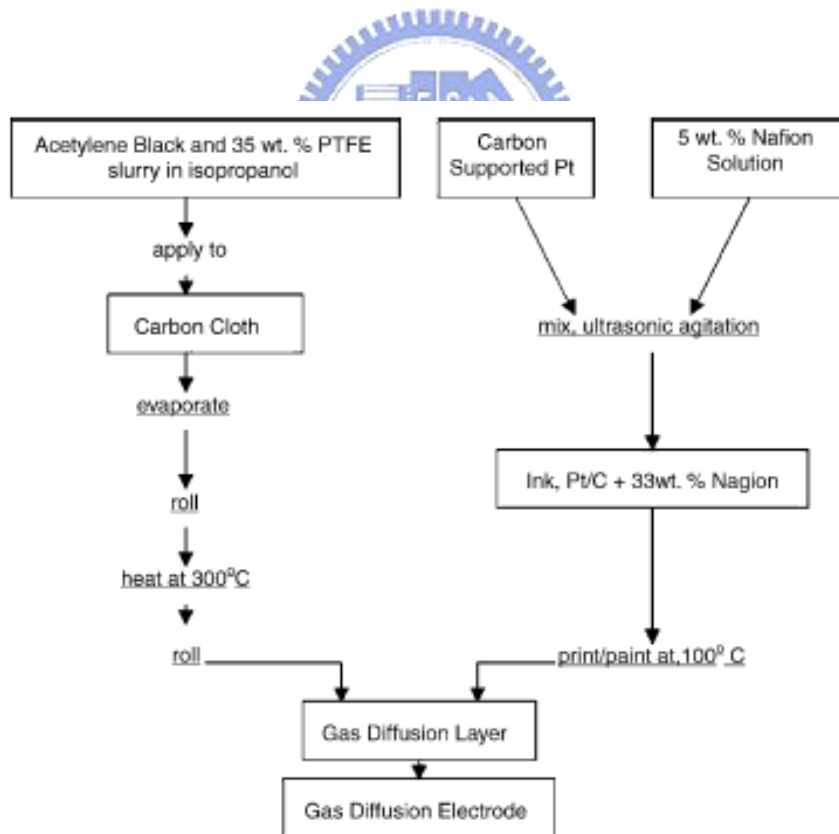 Acetylene Black and 35 wt. % PTFE
slurry in isopropanol
apply to
Carbon Cloth
evaporate
roll
heat at 300°C
roll
Carbon
Supported Pt
5 wt. % Nafion
Solution
mix, ultrasonic agitation
Ink, Pt/C + 33wt. % Nagion
print/paint at,100° C
Gas Diffusion Layer
Gas Diffusion Electrode